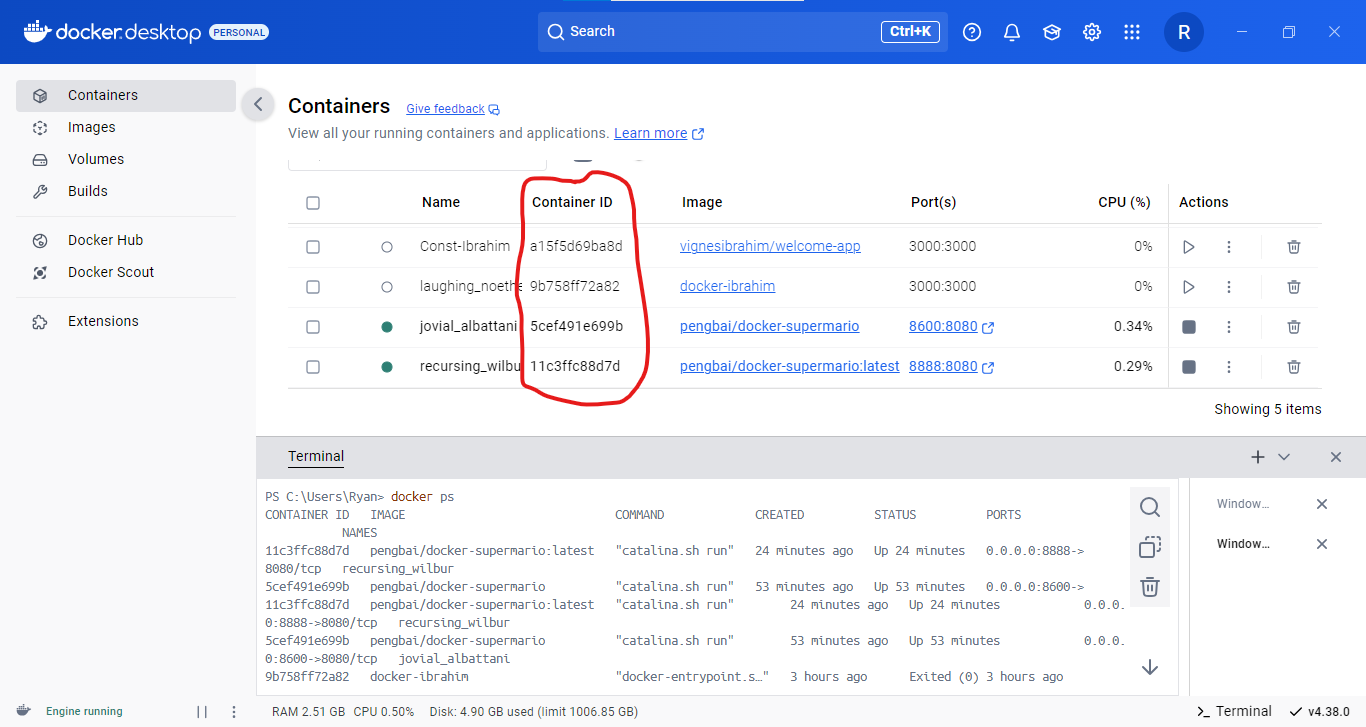 docker.desktop PERSONAL
Search
Ctrl+K
R
Containers
Images
Volumes
Builds
Docker Hub
Docker Scout
Extensions
Containers Give feedback
View all your running containers and applications. Learn more
Name Container ID Image Port(s) CPU (%) Actions
Const-Ibrahim a15f5d69ba8d vignesibrahim/welcome-app 3000:3000 0%
laughing_noethe 9b758ff72a82 docker-ibrahim 3000:3000 0%
jovial_albattani 5cef491e699b pengbai/docker-supermario 8600:8080 0.34%
recursing_wilbu 11c3ffc88d7d pengbai/docker-supermario:latest 8888:8080 0.29%
Showing 5 items
Terminal
PS C:\Users\Ryan> docker ps
CONTAINER ID IMAGE COMMAND CREATED STATUS PORTS
NAMES
11c3ffc88d7d pengbai/docker-supermario:latest "catalina.sh run" 24 minutes ago Up 24 minutes 0.0.0.0:8888->
8080/tcp recursing_wilbur
5cef491e699b pengbai/docker-supermario "catalina.sh run" 53 minutes ago Up 53 minutes 0.0.0.0:8600->
11c3ffc88d7d pengbai/docker-supermario:latest "catalina.sh run" 24 minutes ago Up 24 minutes 0.0.0.
0:8888->8080/tcp recursing_wilbur
5cef491e699b pengbai/docker-supermario "catalina.sh run" 53 minutes ago Up 53 minutes 0.0.0.
0:8600->8080/tcp jovial_albattani
9b758ff72a82 docker-ibrahim "docker-entrypoint.s…" 3 hours ago Exited (0) 3 hours ago
Window...
Window...
Engine running
RAM 2.51 GB CPU 0.50% Disk: 4.90 GB used (limit 1006.85 GB)
>_ Terminal
v4.38.0